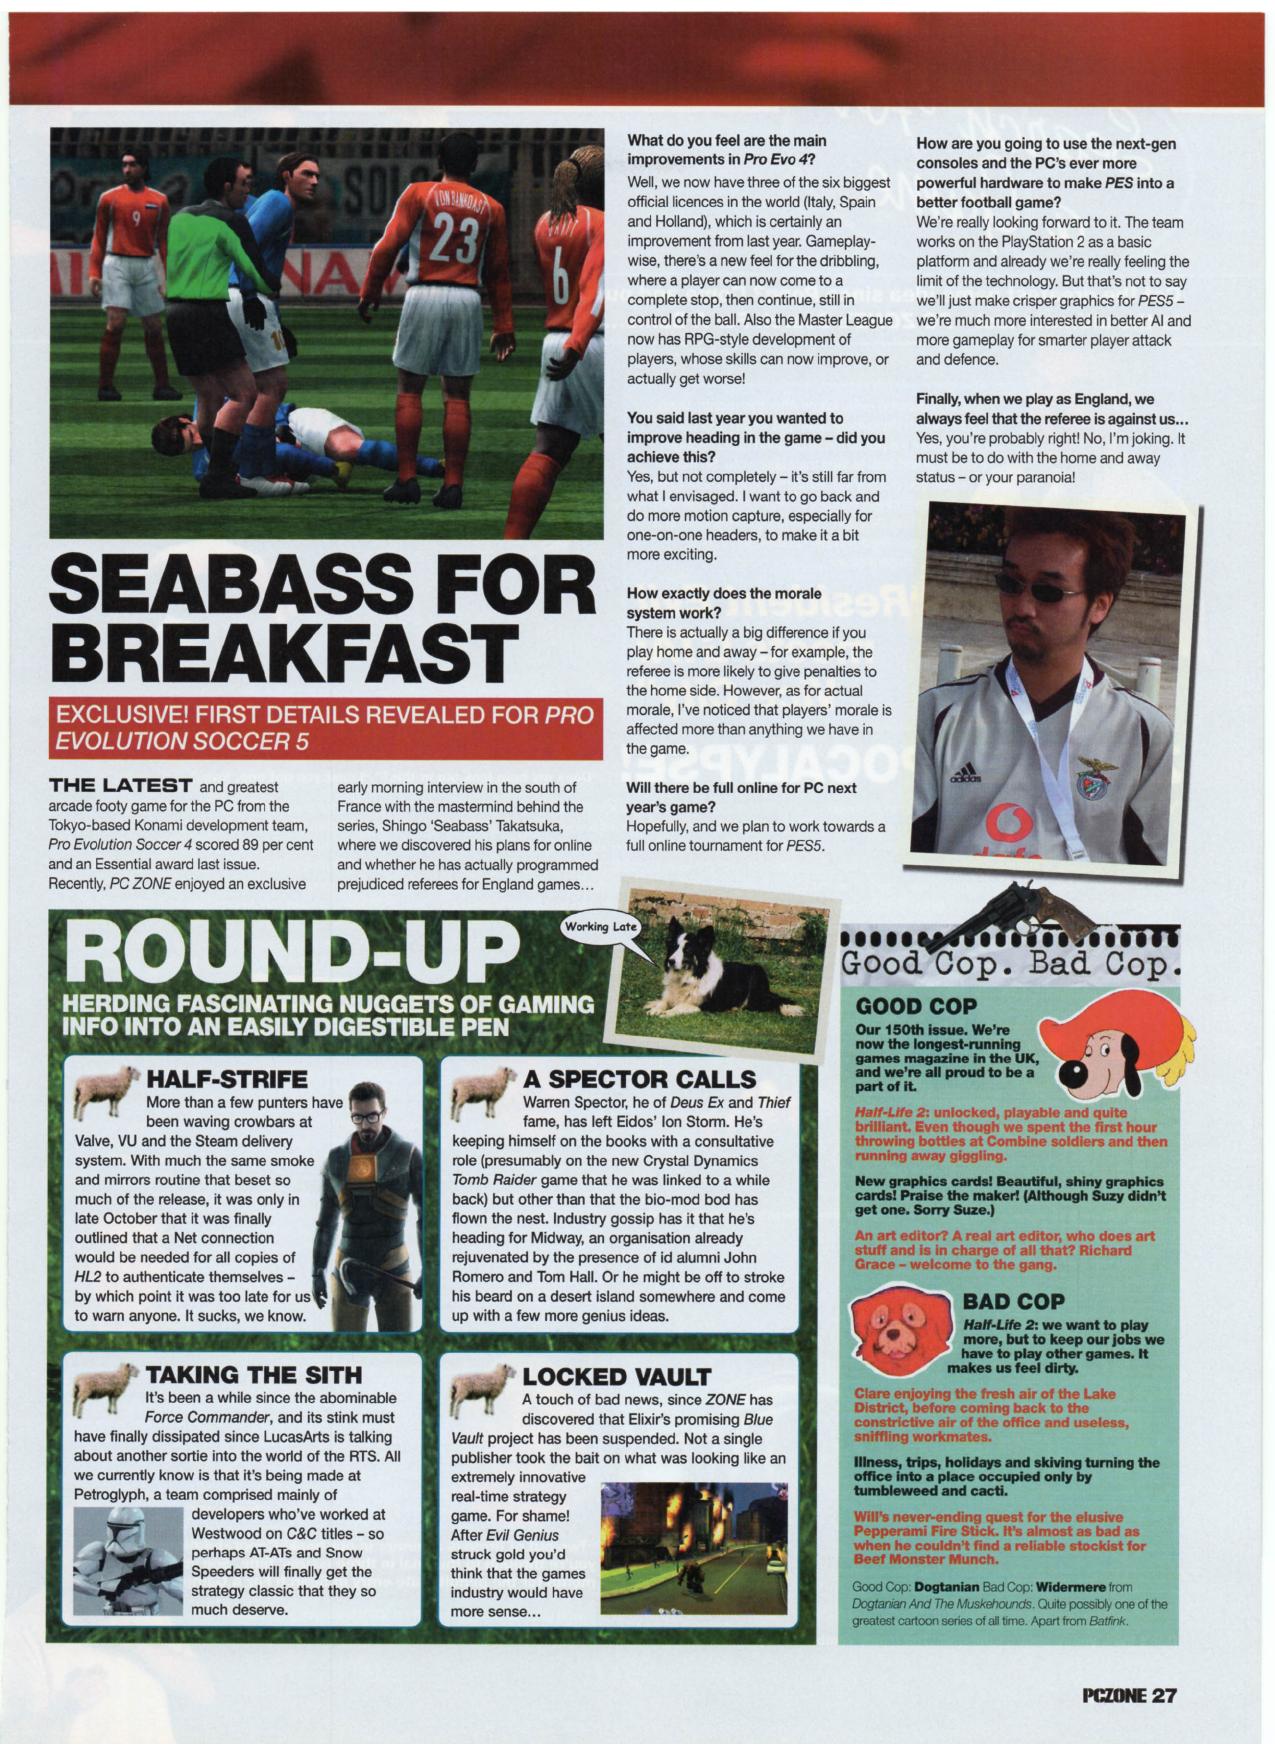 SEABASS FOR
BREAKFAST
EXCLUSIVE! FIRST DETAILS REVEALED FOR PRO
EVOLUTION SOCCER 5
THE LATEST and greatest
arcade footy game for the PC from the
Tokyo-based Konami development team,
Pro Evolution Soccer 4 scored 89 per cent
and an Essential award last issue.
Recently, PC ZONE enjoyed an exclusive
early morning interview in the south of
France with the mastermind behind the
series, Shingo 'Seabass' Takatsuka,
where we discovered his plans for online
and whether he has actually programmed
prejudiced referees for England games...
What do you feel are the main
improvements in Pro Evo 4?
Well, we now have three of the six biggest
official licences in the world (Italy, Spain
and Holland), which is certainly an
improvement from last year. Gameplay-
wise, there's a new feel for the dribbling,
where a player can now come to a
complete stop, then continue, still in
control of the ball. Also the Master League
now has RPG-style development of
players, whose skills can now improve, or
actually get worse!
You said last year you wanted to
improve heading in the game – did you
achieve this?
Yes, but not completely – it's still far from
what I envisaged. I want to go back and
do more motion capture, especially for
one-on-one headers, to make it a bit
more exciting.
How exactly does the morale
system work?
There is actually a big difference if you
play home and away – for example, the
referee is more likely to give penalties to
the home side. However, as for actual
morale, I've noticed that players' morale is
affected more than anything we have in
the game.
Will there be full online for PC next
year's game?
Hopefully, and we plan to work towards a
full online tournament for PES5.
How are you going to use the next-gen
consoles and the PC's ever more
powerful hardware to make PES into a
better football game?
We're really looking forward to it. The team
works on the PlayStation 2 as a basic
platform and already we're really feeling the
limit of the technology. But that's not to say
we'll just make crisper graphics for PES5 –
we're much more interested in better AI and
more gameplay for smarter player attack
and defence.
Finally, when we play as England, we
always feel that the referee is against us...
Yes, you're probably right! No, I'm joking. It
must be to do with the home and away
status – or your paranoia!
9
23
6
adidas
ROUND-UP
HERDING FASCINATING NUGGETS OF GAMING
INFO INTO AN EASILY DIGESTIBLE PEN
Working Late
HALF-STRIFE
More than a few punters have
been waving crowbars at
Valve, VU and the Steam delivery
system. With much the same smoke
and mirrors routine that beset so
much of the release, it was only in
late October that it was finally
outlined that a Net connection
would be needed for all copies of
HL2 to authenticate themselves –
by which point it was too late for us
to warn anyone. It sucks, we know.
A SPECTOR CALLS
Warren Spector, he of Deus Ex and Thief
fame, has left Eidos' Ion Storm. He's
keeping himself on the books with a consultative
role (presumably on the new Crystal Dynamics
Tomb Raider game that he was linked to a while
back) but other than that the bio-mod bod has
flown the nest. Industry gossip has it that he's
heading for Midway, an organisation already
rejuvenated by the presence of id alumni John
Romero and Tom Hall. Or he might be off to stroke
his beard on a desert island somewhere and come
up with a few more genius ideas.
TAKING THE SITH
It's been a while since the abominable
Force Commander, and its stink must
have finally dissipated since LucasArts is talking
about another sortie into the world of the RTS. All
we currently know is that it's being made at
Petroglyph, a team comprised mainly of
developers who've worked at
Westwood on C&C titles – so
perhaps AT-ATs and Snow
Speeders will finally get the
strategy classic that they so
much deserve.
LOCKED VAULT
A touch of bad news, since ZONE has
discovered that Elixir's promising Blue
Vault project has been suspended. Not a single
publisher took the bait on what was looking like an
extremely innovative
real-time strategy
game. For shame!
After Evil Genius
struck gold you'd
think that the games
industry would have
more sense...
Good Cop. Bad Cop.
GOOD COP
Our 150th issue. We're
now the longest-running
games magazine in the UK,
and we're all proud to be a
part of it.
Half-Life 2: unlocked, playable and quite
brilliant. Even though we spent the first hour
throwing bottles at Combine soldiers and then
running away giggling.
New graphics cards! Beautiful, shiny graphics
cards! Praise the maker! (Although Suzy didn't
get one. Sorry Suze.)
An art editor? A real art editor, who does art
stuff and is in charge of all that? Richard
Grace – welcome to the gang.
BAD COP
Half-Life 2: we want to play
more, but to keep our jobs we
have to play other games. It
makes us feel dirty.
Clare enjoying the fresh air of the Lake
District, before coming back to the
constrictive air of the office and useless,
sniffling workmates.
Illness, trips, holidays and skiving turning the
office into a place occupied only by
tumbleweed and cacti.
Will's never-ending quest for the elusive
Pepperami Fire Stick. It's almost as bad as
when he couldn't find a reliable stockist for
Beef Monster Munch.
Good Cop: Dogtanian Bad Cop: Widermere from
Dogtanian And The Muskehounds. Quite possibly one of the
greatest cartoon series of all time. Apart from Batfink.
PCZONE 27